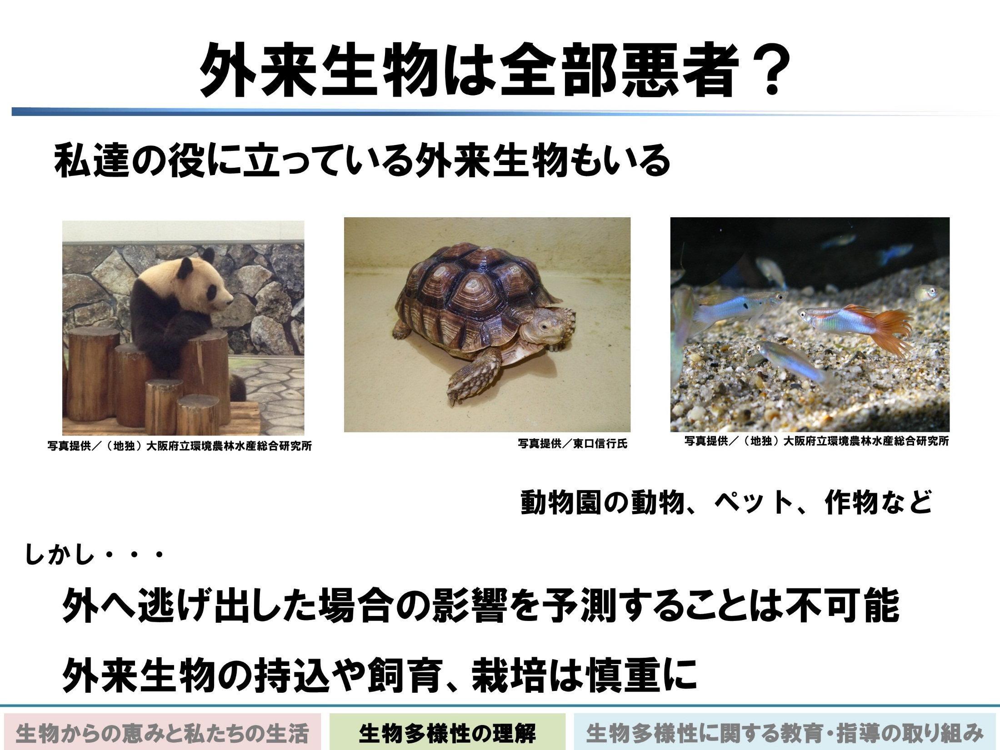 外来生物は全部悪者？
私達の役に立っている外来生物もいる
写真提供／（地独）大阪府立環境農林水産総合研究所
写真提供／東口信行氏
写真提供／（地独）大阪府立環境農林水産総合研究所
動物園の動物、ペット、作物など
しかし・・・
外へ逃げ出した場合の影響を予測することは不可能
外来生物の持込や飼育、栽培は慎重に
生物からの恵みと私たちの生活
生物多様性の理解
生物多様性に関する教育・指導の取り組み